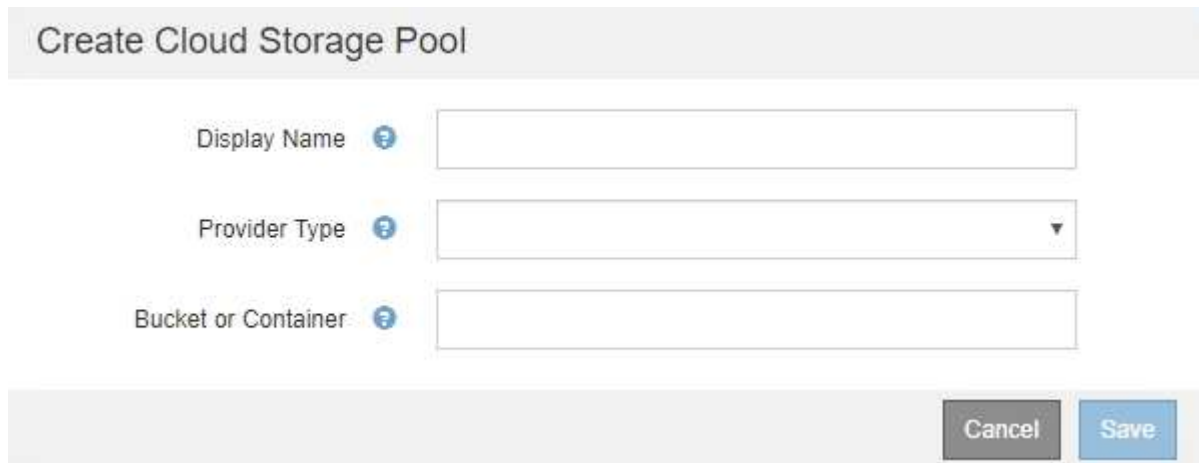 Create Cloud Storage Pool
Display Name ?
Provider Type ? ▼
Bucket or Container ?
Cancel Save